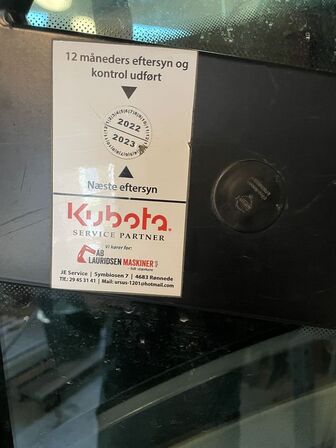 12 måneders eftersyn og
kontrol udført
2022
2023
Næste eftersyn
Kubota
SERVICE PARTNER
Vi kører for:
AB
LAURIDSEN MASKINER
JE Service | Symbiosen 7 | 4683 Rønnede
Tlf.: 29 45 31 41 | Mail: ursus-1201@hotmail.com